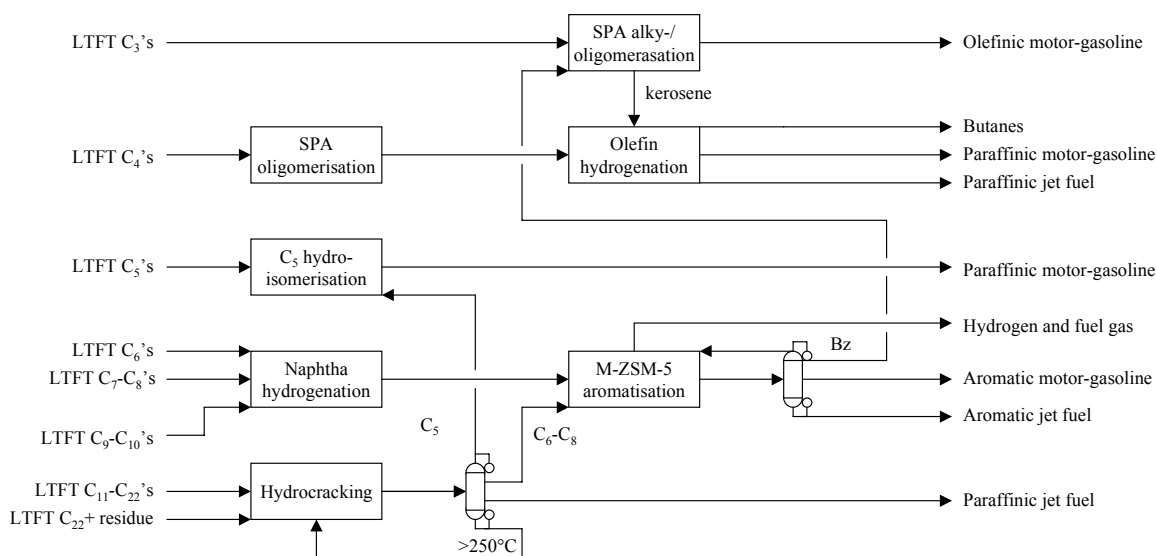 LTFT C₃'s
SPA alky-/
oligomerasation
Olefinic motor-gasoline
kerosene
LTFT C₄'s
SPA
oligomerisation
Olefin
hydrogenation
Butanes
Paraffinic motor-gasoline
Paraffinic jet fuel
LTFT C₅'s
C₅ hydro-
isomerisation
Paraffinic motor-gasoline
Hydrogen and fuel gas
LTFT C₆'s
LTFT C₇-C₈'s
LTFT C₉-C₁₀'s
Naphtha
hydrogenation
M-ZSM-5
aromatisation
Bz
Aromatic motor-gasoline
Aromatic jet fuel
C₅
C₆-C₈
LTFT C₁₁-C₂₂'s
LTFT C₂₂+ residue
Hydrocracking
Paraffinic jet fuel
>250°C